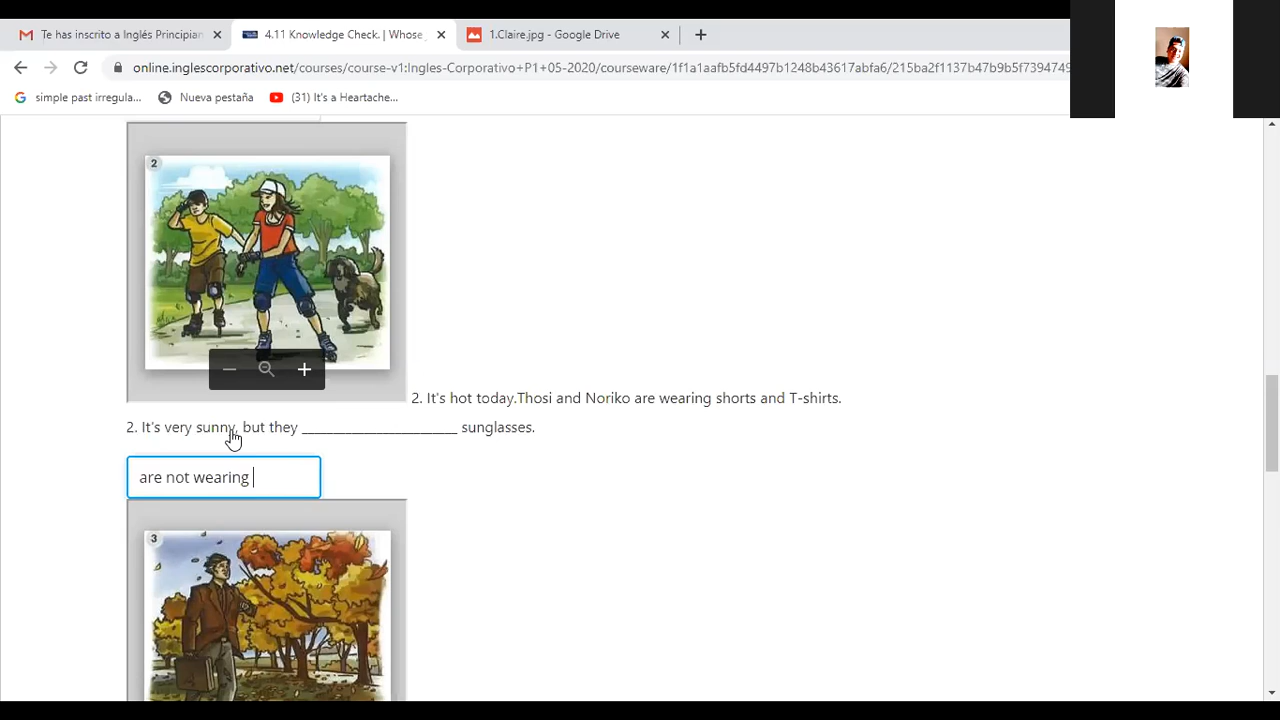 Te has inscrito a Inglés Principian
4.11 Knowledge Check. | Whose
1.Claire.jpg - Google Drive
online.inglescorporativo.net/courses/course-v1:Ingles-Corporativo+P1+05-2020/courseware/1f1a1aafb5fd4497b1248b43617abfa6/215ba2f1137b47b9b5f7394749
simple past irregula...
Nueva pestaña
(31) It's a Heartache...
2
2. It's hot today.Thosi and Noriko are wearing shorts and T-shirts.
2. It's very sunny, but they ______________________ sunglasses.
are not wearing
3